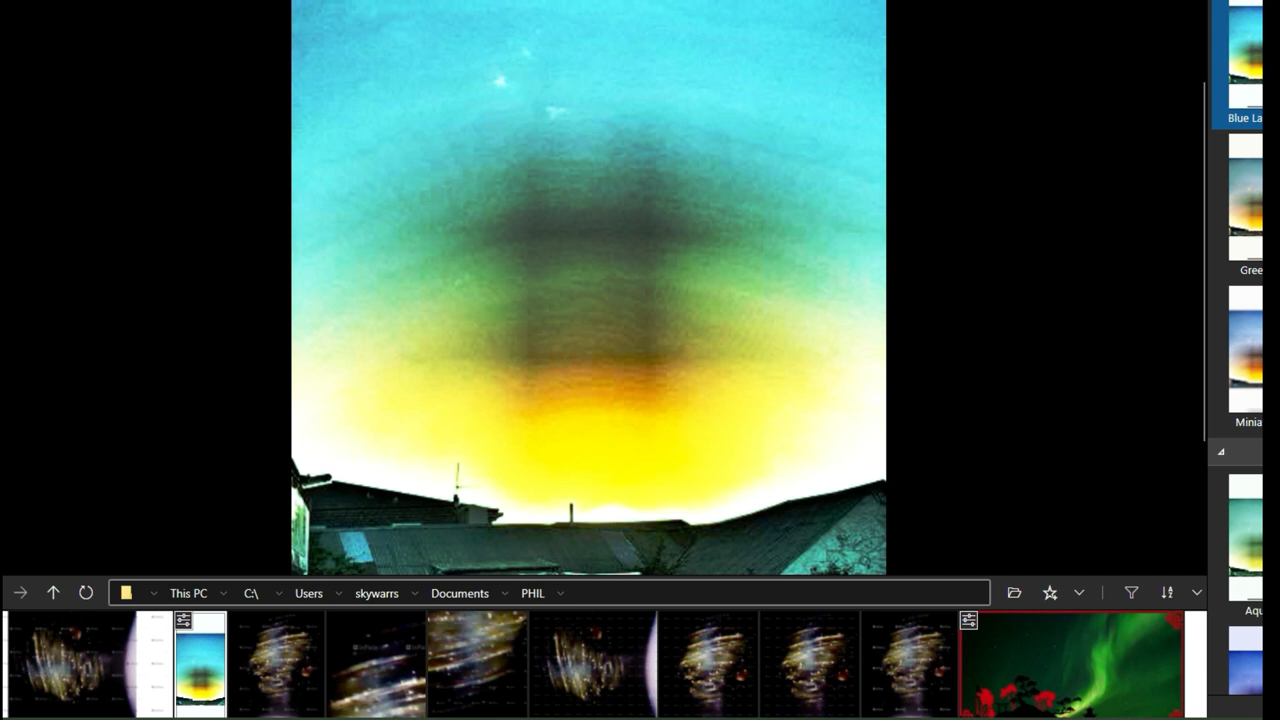 Blue La
Gree
Minia
Aqu
This PC
C:\
Users
skywarrs
Documents
PHIL